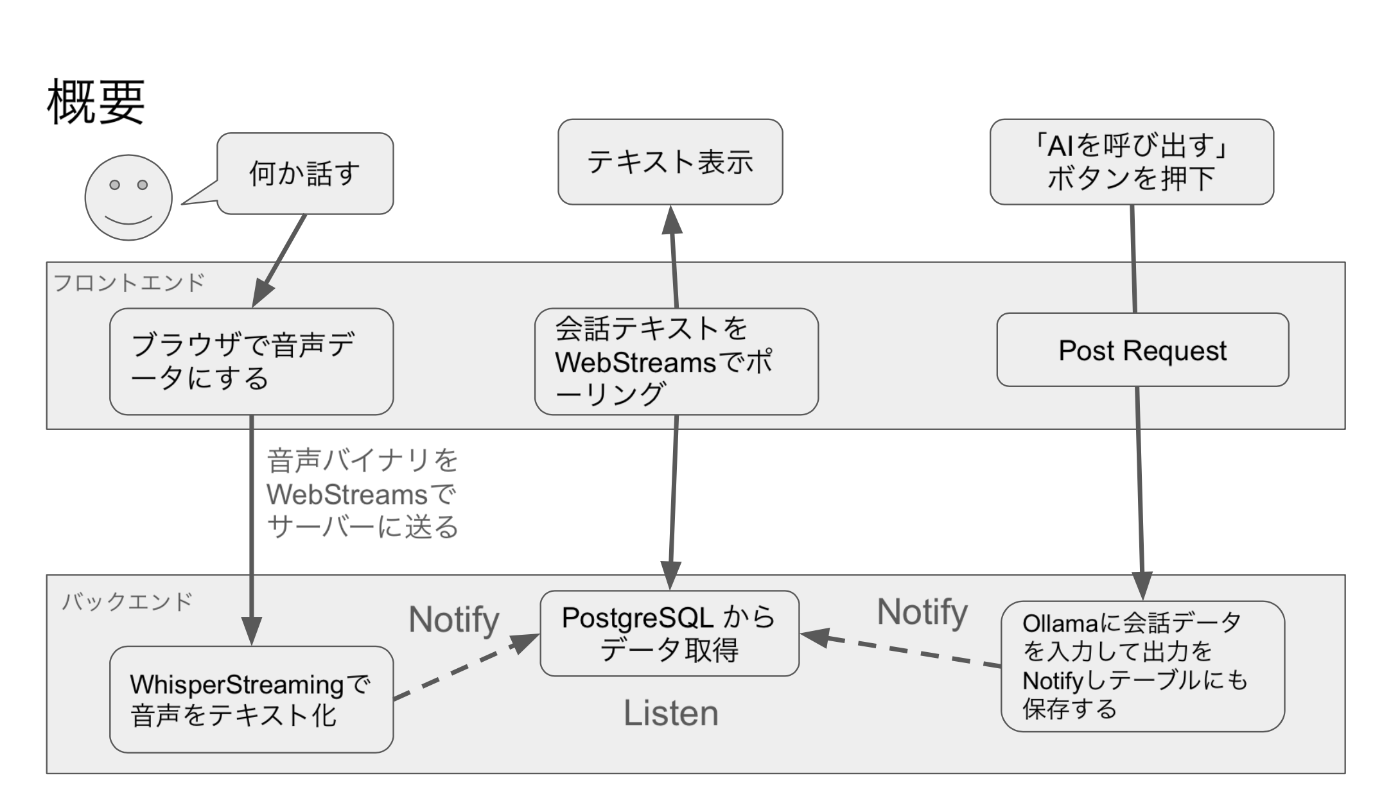 概要
何か話す
テキスト表示
「AIを呼び出す」
ボタンを押下
フロントエンド
ブラウザで音声デ
ータにする
会話テキストを
WebStreamsでポ
ーリング
Post Request
音声バイナリを
WebStreamsで
サーバーに送る
バックエンド
WhisperStreamingで
音声をテキスト化
Notify
PostgreSQL から
データ取得
Listen
Notify
Ollamaに会話データ
を入力して出力を
Notifyしテーブルにも
保存する